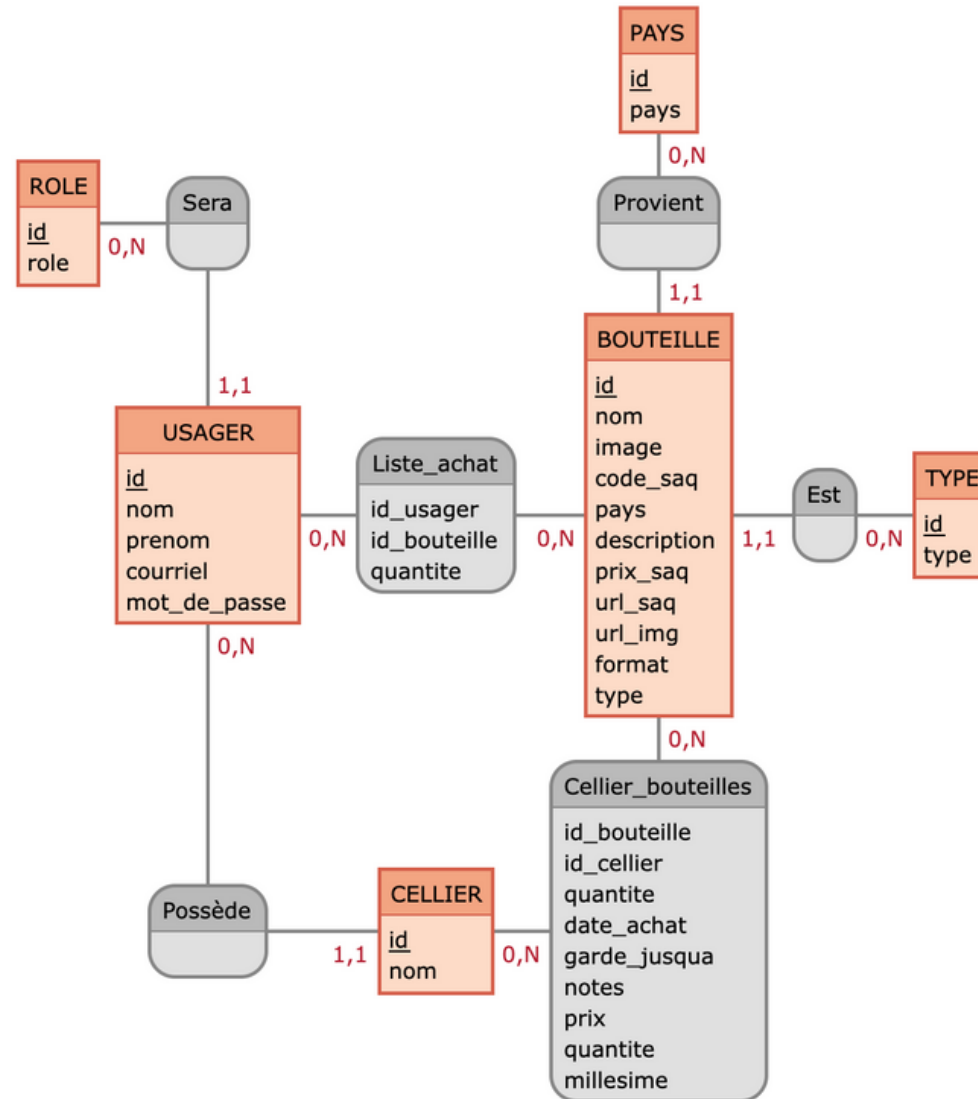 PAYS
id
pays
0,N
ROLE
id
role
0,N
Sera
Provient
1,1
1,1
USAGER
id
nom
prenom
courriel
mot_de_passe
0,N
Liste_achat
id_usager
id_bouteille
quantite
0,N
BOUTEILLE
id
nom
image
code_saq
pays
description
prix_saq
url_saq
url_img
format
type
1,1
Est
0,N
TYPE
id
type
0,N
0,N
Cellier_bouteilles
id_bouteille
id_cellier
quantite
date_achat
garde_jusqua
notes
prix
quantite
millesime
Possède
1,1
CELLIER
id
nom
0,N